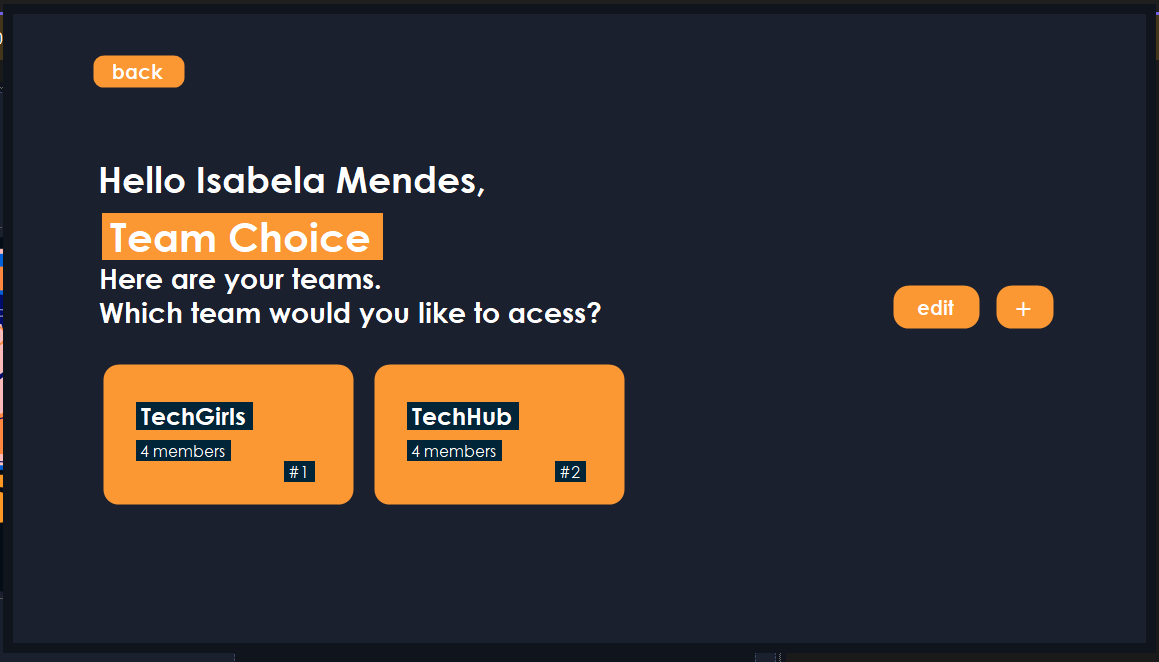 back
Hello Isabela Mendes,
Team Choice
Here are your teams.
Which team would you like to acess?
edit
+
TechGirls
4 members
#1
TechHub
4 members
#2